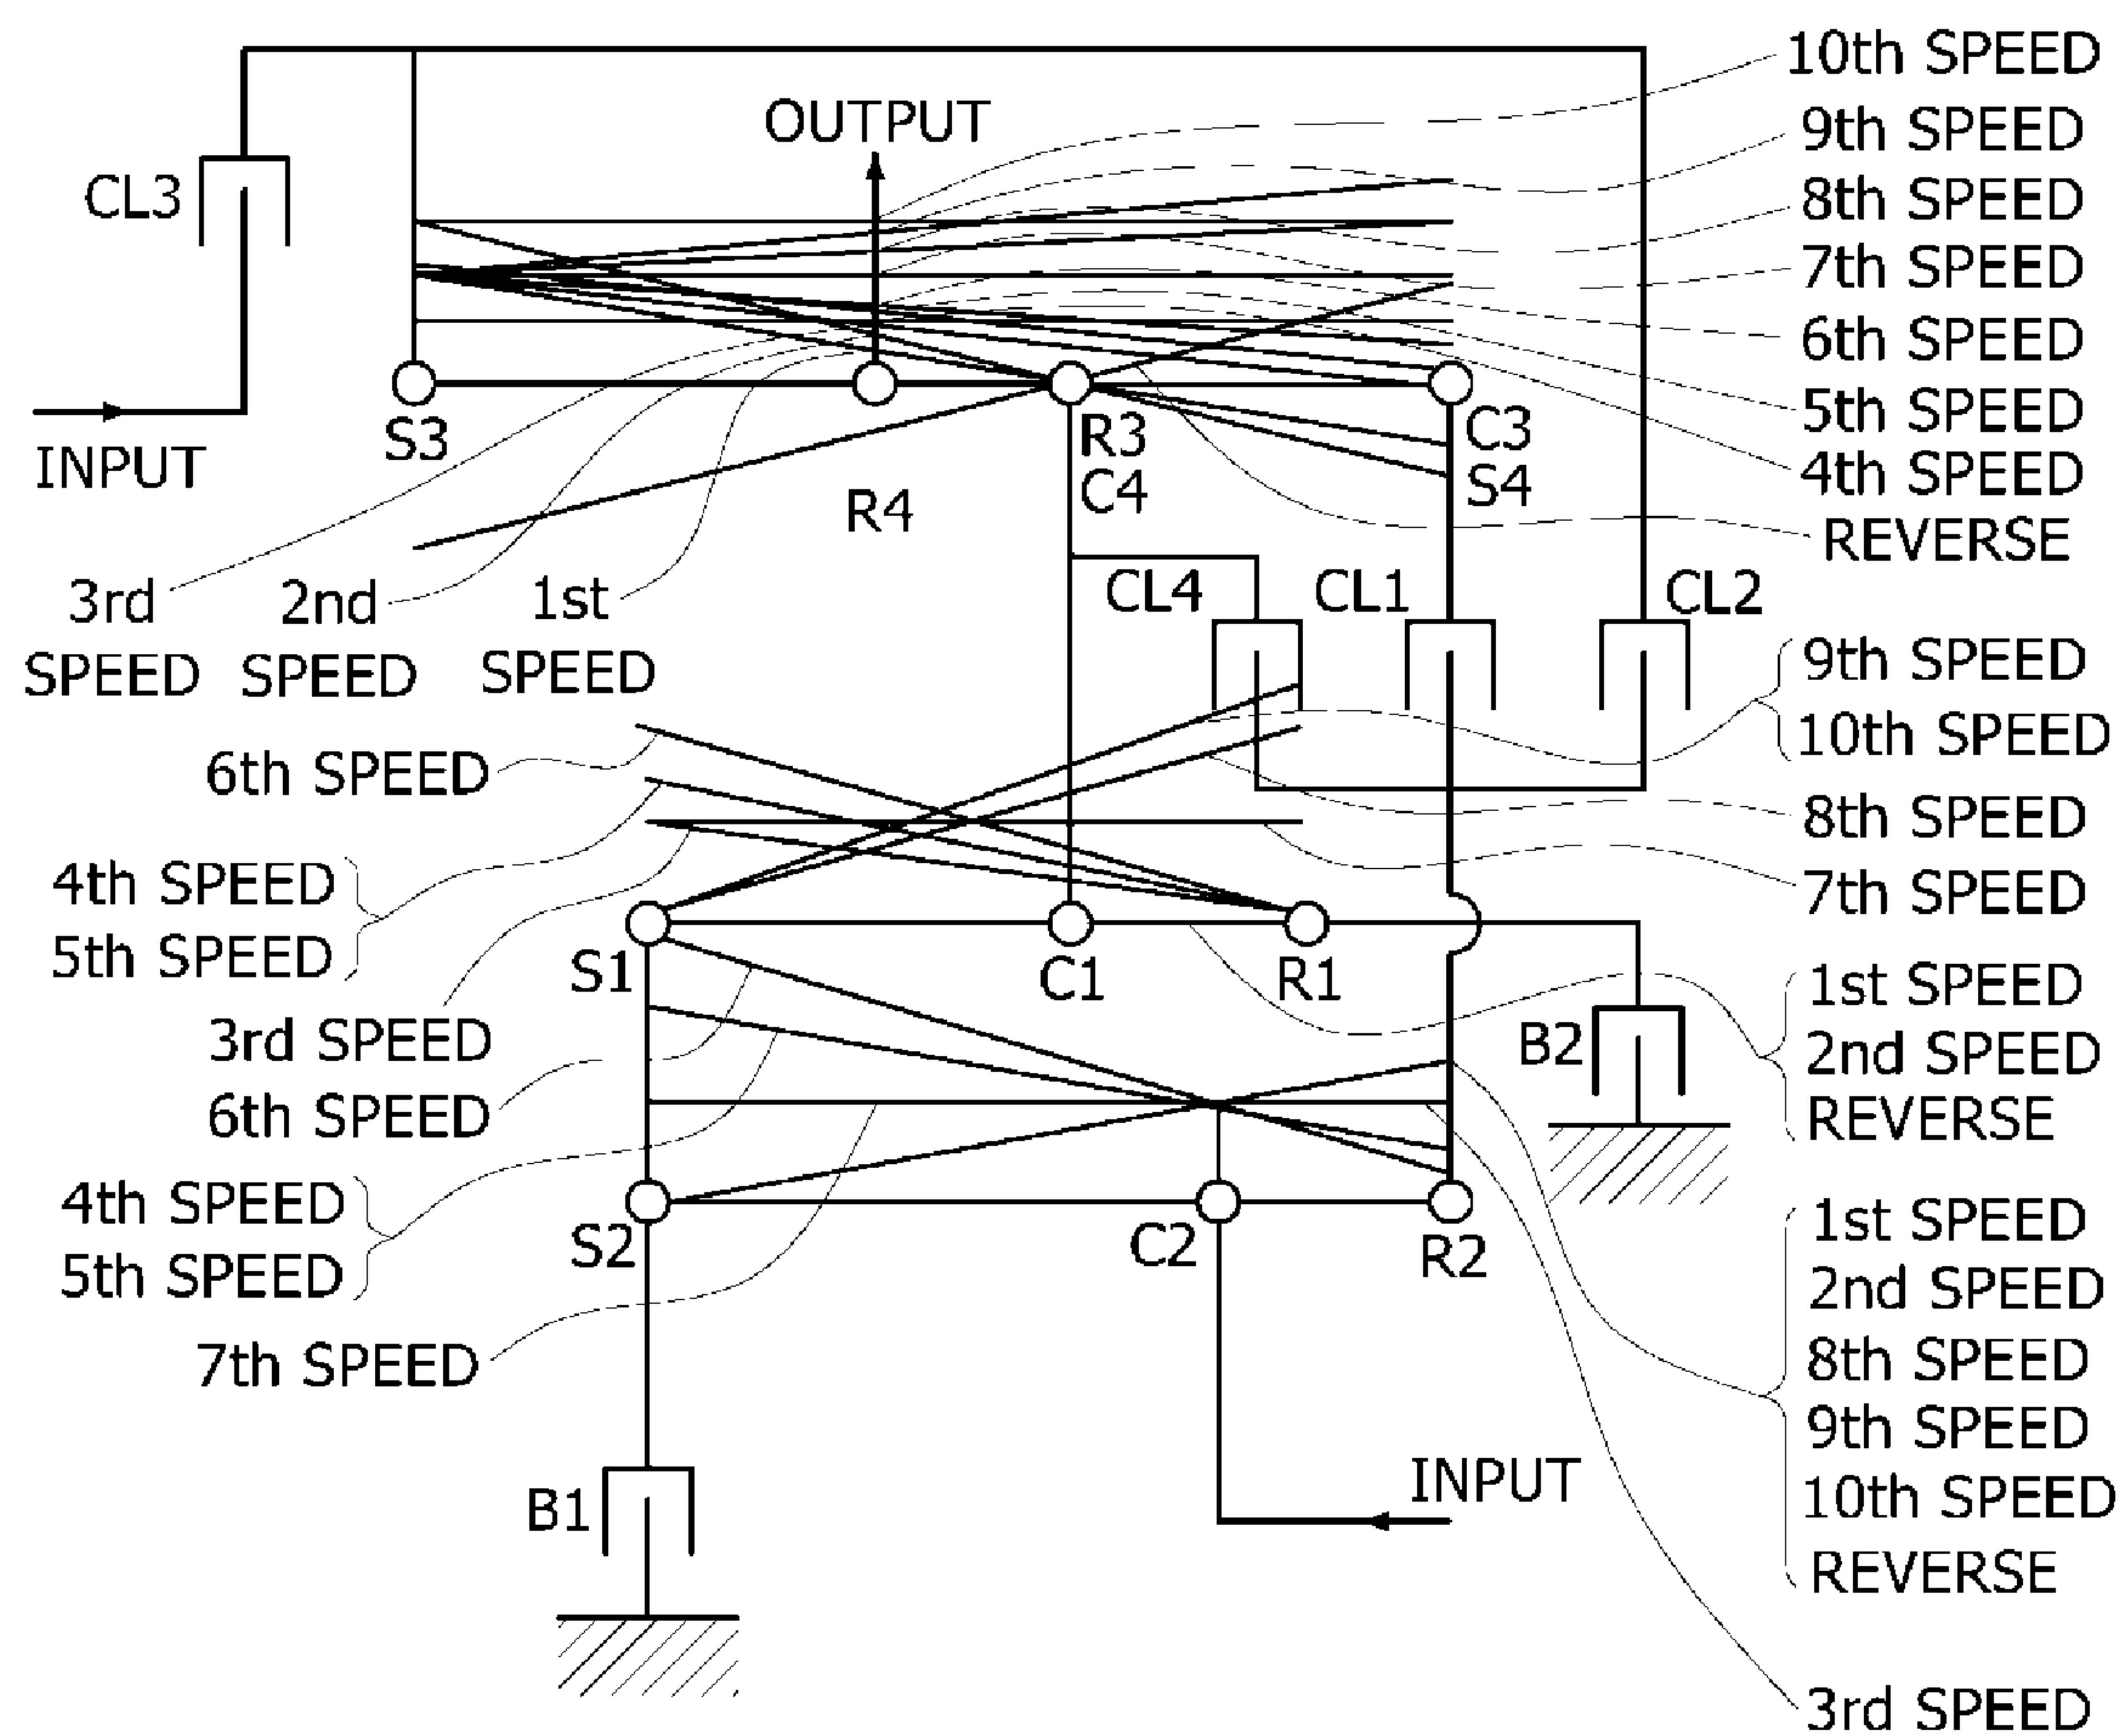 10th SPEED
OUTPUT
9th SPEED
CL3
8th SPEED
7th SPEED
6th SPEED
5th SPEED
S3
R3
C3
INPUT
4th SPEED
C4
S4
R4
REVERSE
3rd
SPEED
2nd
SPEED
1st
SPEED
CL4
CL1
CL2
9th SPEED
10th SPEED
6th SPEED
8th SPEED
4th SPEED
5th SPEED
7th SPEED
S1
C1
R1
1st SPEED
2nd SPEED
REVERSE
3rd SPEED
B2
6th SPEED
4th SPEED
5th SPEED
S2
C2
R2
1st SPEED
2nd SPEED
8th SPEED
9th SPEED
10th SPEED
REVERSE
7th SPEED
INPUT
B1
3rd SPEED